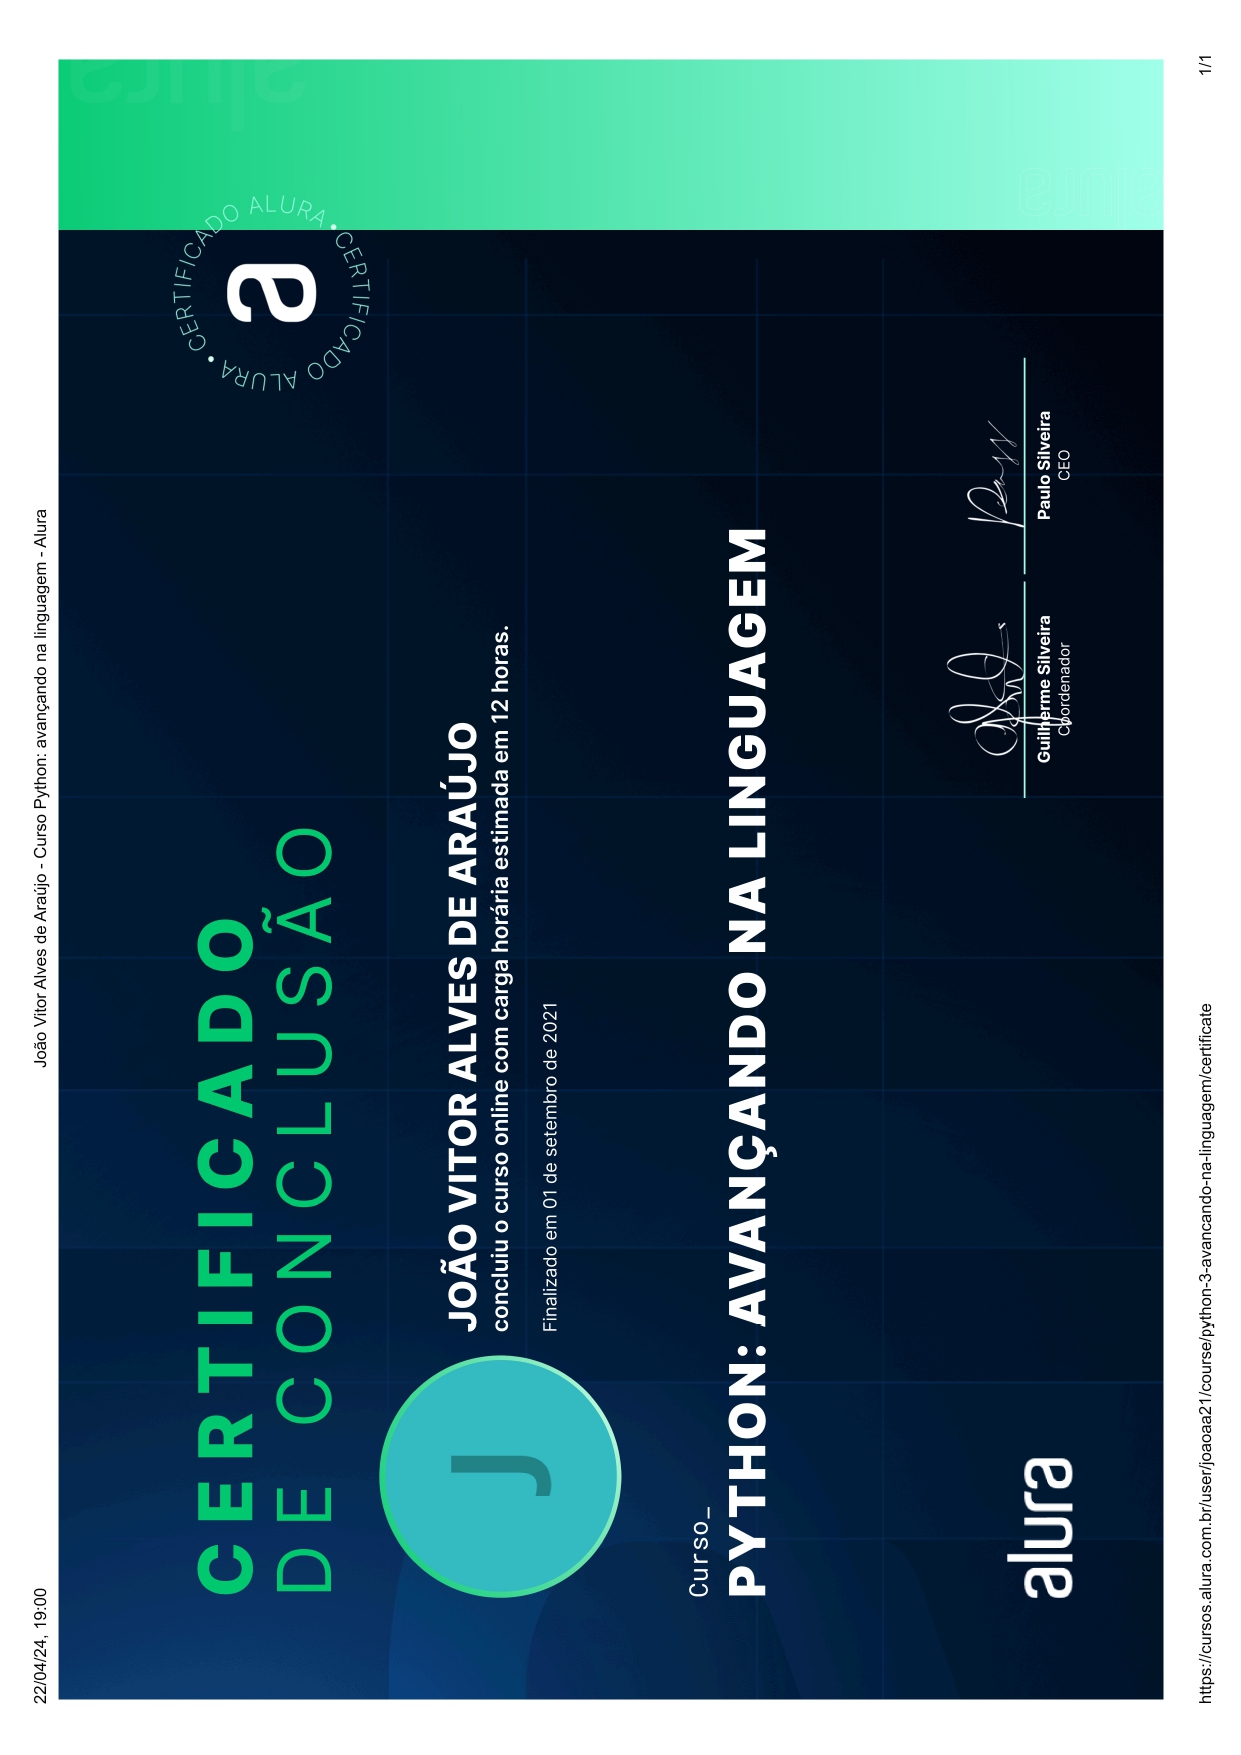 22/04/24, 19:00
João Vitor Alves de Araújo - Curso Python: avançando na linguagem - Alura
CERTIFICADO
DE CONCLUSÃO
CERTIFICADO ALURA • CERTIFICADO ALURA •
a
J
JOÃO VITOR ALVES DE ARAÚJO
concluiu o curso online com carga horária estimada em 12 horas.
Finalizado em 01 de setembro de 2021
Curso_
PYTHON: AVANÇANDO NA LINGUAGEM
alura
Guilherme Silveira
Coordenador
Paulo Silveira
CEO
alura
alura
https://cursos.alura.com.br/user/joaoaa21/course/python-3-avancando-na-linguagem/certificate
1/1